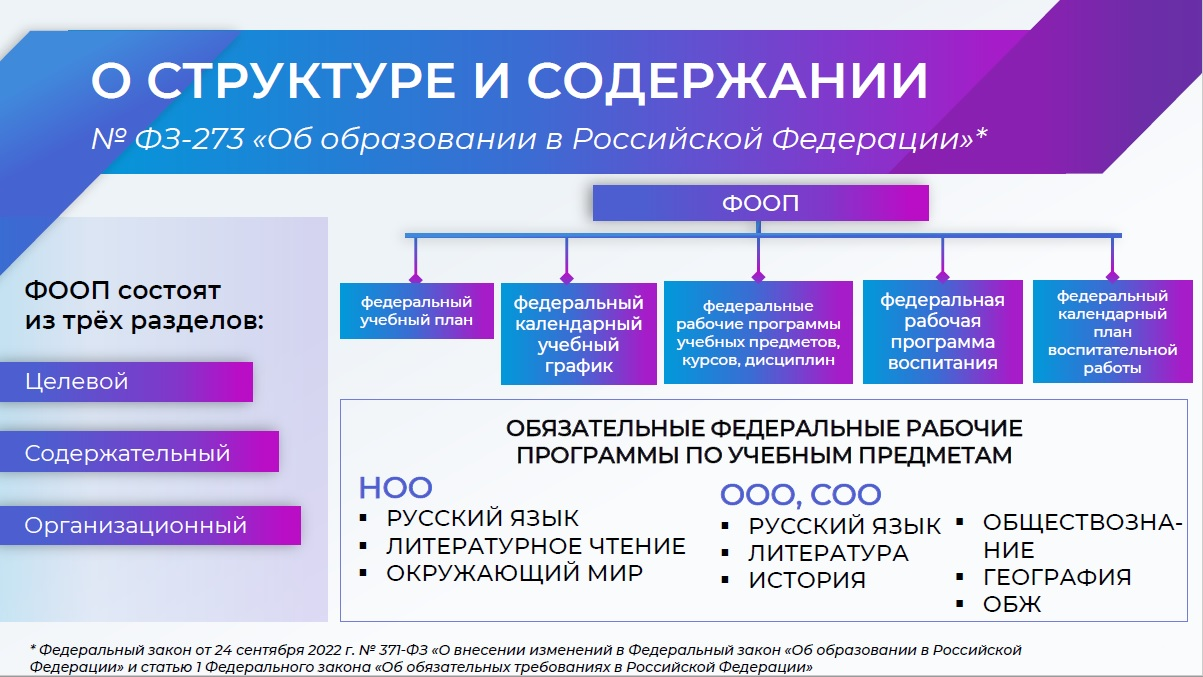 О СТРУКТУРЕ И СОДЕРЖАНИИ
№ ФЗ-273 «Об образовании в Российской Федерации»*
ФООП состоят
из трёх разделов:
Целевой
Содержательный
Организационный
ФООП
федеральный
учебный план
федеральный
календарный
учебный
график
федеральные
рабочие программы
учебных предметов,
курсов, дисциплин
федеральная
рабочая
программа
воспитания
федеральный
календарный
план
воспитательной
работы
ОБЯЗАТЕЛЬНЫЕ ФЕДЕРАЛЬНЫЕ РАБОЧИЕ
ПРОГРАММЫ ПО УЧЕБНЫМ ПРЕДМЕТАМ
НОО
▪ РУССКИЙ ЯЗЫК
▪ ЛИТЕРАТУРНОЕ ЧТЕНИЕ
▪ ОКРУЖАЮЩИЙ МИР
ООО, СОО
▪ РУССКИЙ ЯЗЫК
▪ ЛИТЕРАТУРА
▪ ИСТОРИЯ
▪ ОБЩЕСТВОЗНА-
НИЕ
▪ ГЕОГРАФИЯ
▪ ОБЖ
* Федеральный закон от 24 сентября 2022 г. № 371-ФЗ «О внесении изменений в Федеральный закон «Об образовании в Российской
Федерации» и статью 1 Федерального закона «Об обязательных требованиях в Российской Федерации»